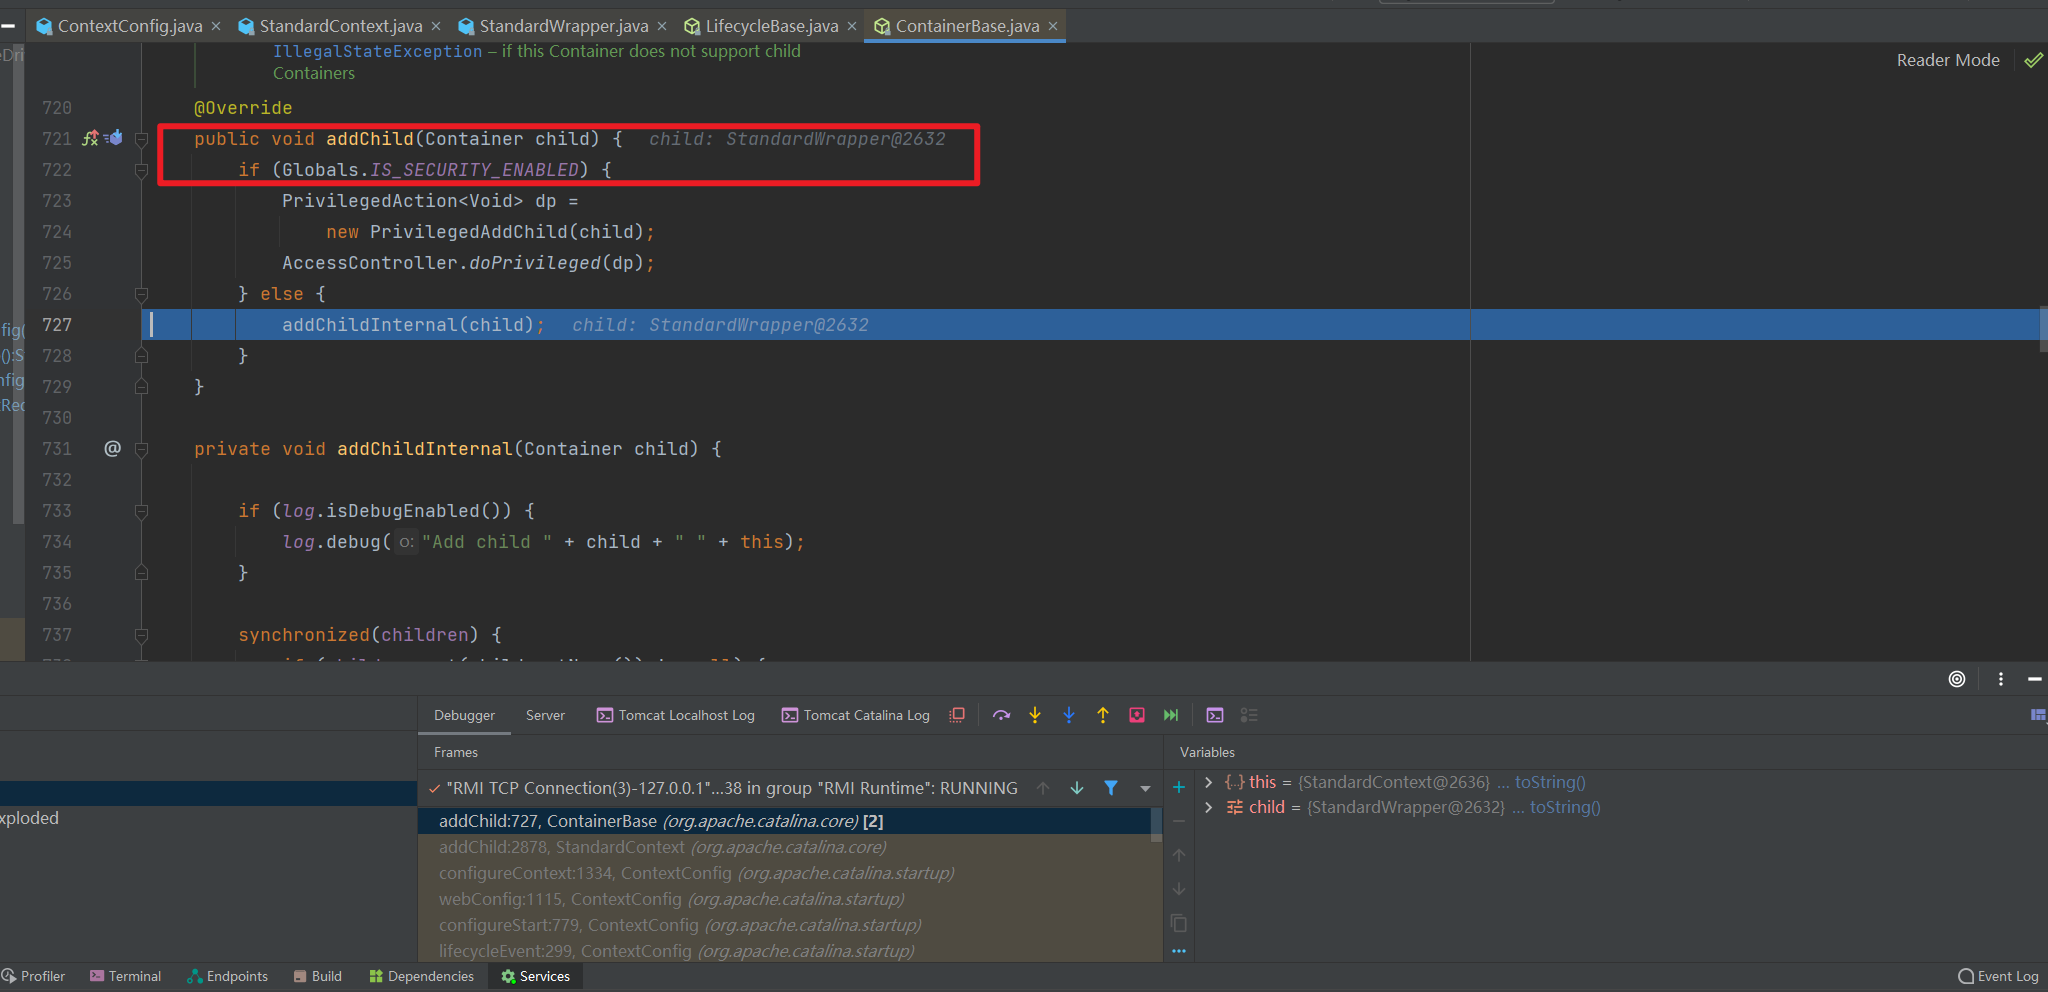 ContextConfig.java StandardContext.java StandardWrapper.java LifecycleBase.java ContainerBase.java
IllegalStateException – if this Container does not support child
Containers
Reader Mode
720 @Override
721 public void addChild(Container child) { child: StandardWrapper@2632
722 if (Globals.IS_SECURITY_ENABLED) {
723 PrivilegedAction<Void> dp =
724 new PrivilegedAddChild(child);
725 AccessController.doPrivileged(dp);
726 } else {
727 addChildInternal(child); child: StandardWrapper@2632
728 }
729 }
730
731 @ private void addChildInternal(Container child) {
732
733 if (log.isDebugEnabled()) {
734 log.debug( o: "Add child " + child + " " + this);
735 }
736
737 synchronized(children) {
Debugger Server Tomcat Localhost Log Tomcat Catalina Log
Frames
Variables
"RMI TCP Connection(3)-127.0.0.1"...38 in group "RMI Runtime": RUNNING
addChild:727, ContainerBase (org.apache.catalina.core) [2]
addChild:2878, StandardContext (org.apache.catalina.core)
configureContext:1334, ContextConfig (org.apache.catalina.startup)
webConfig:1115, ContextConfig (org.apache.catalina.startup)
configureStart:779, ContextConfig (org.apache.catalina.startup)
lifecycleEvent:299, ContextConfig (org.apache.catalina.startup)
this = {StandardContext@2636} ... toString()
child = {StandardWrapper@2632} ... toString()
xploded
Profiler Terminal Endpoints Build Dependencies Services Event Log